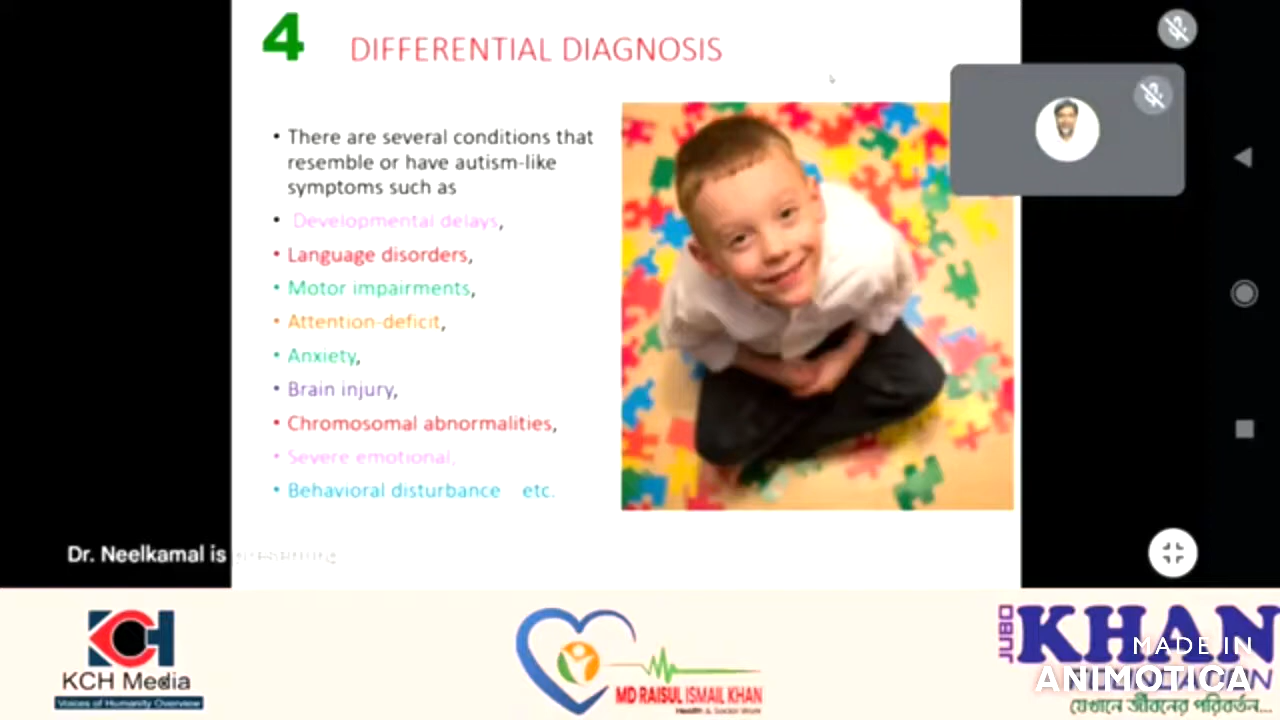 4
DIFFERENTIAL DIAGNOSIS
• There are several conditions that
resemble or have autism-like
symptoms such as
• Developmental delays,
• Language disorders,
• Motor impairments,
• Attention-deficit,
• Anxiety,
• Brain injury,
• Chromosomal abnormalities,
• Severe emotional,
• Behavioral disturbance etc.
Dr. Neelkamal is presenting
KCH Media
Voices of Humanity Overview
MD RAISUL ISMAIL KHAN
Health & Social Work
JUBO
KHAN
MADE IN
ANIMOTICA
যেখানে জীবনের পরিবর্তন...